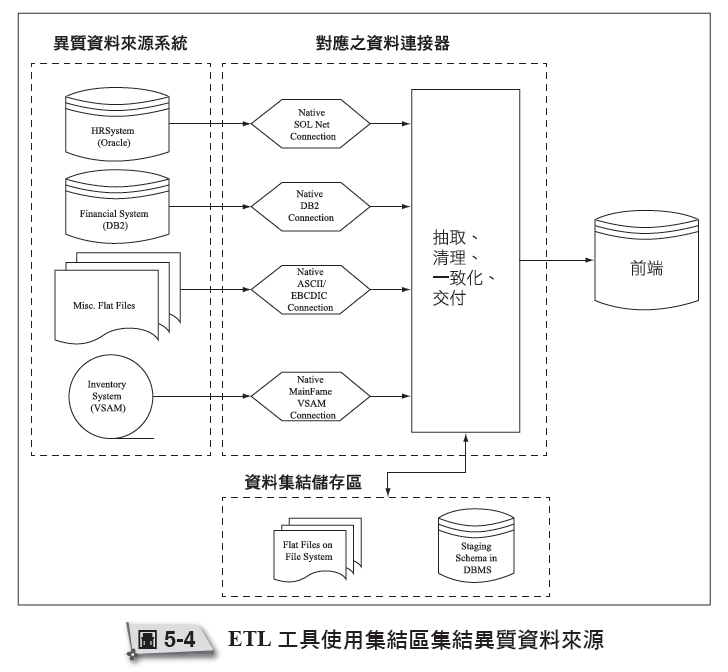 異質資料來源系統
對應之資料連接器
HRSystem
(Oracle)
Native
SOL Net
Connection
Financial System
(DB2)
Native
DB2
Connection
Misc. Flat Files
Native
ASCII/
EBCDIC
Connection
Inventory
System
(VSAM)
Native
MainFame
VSAM
Connection
抽取、
清理、
一致化、
交付
前端
資料集結儲存區
Flat Files on
File System
Staging
Schema in
DBMS
圖 5-4 ETL 工具使用集結區集結異質資料來源